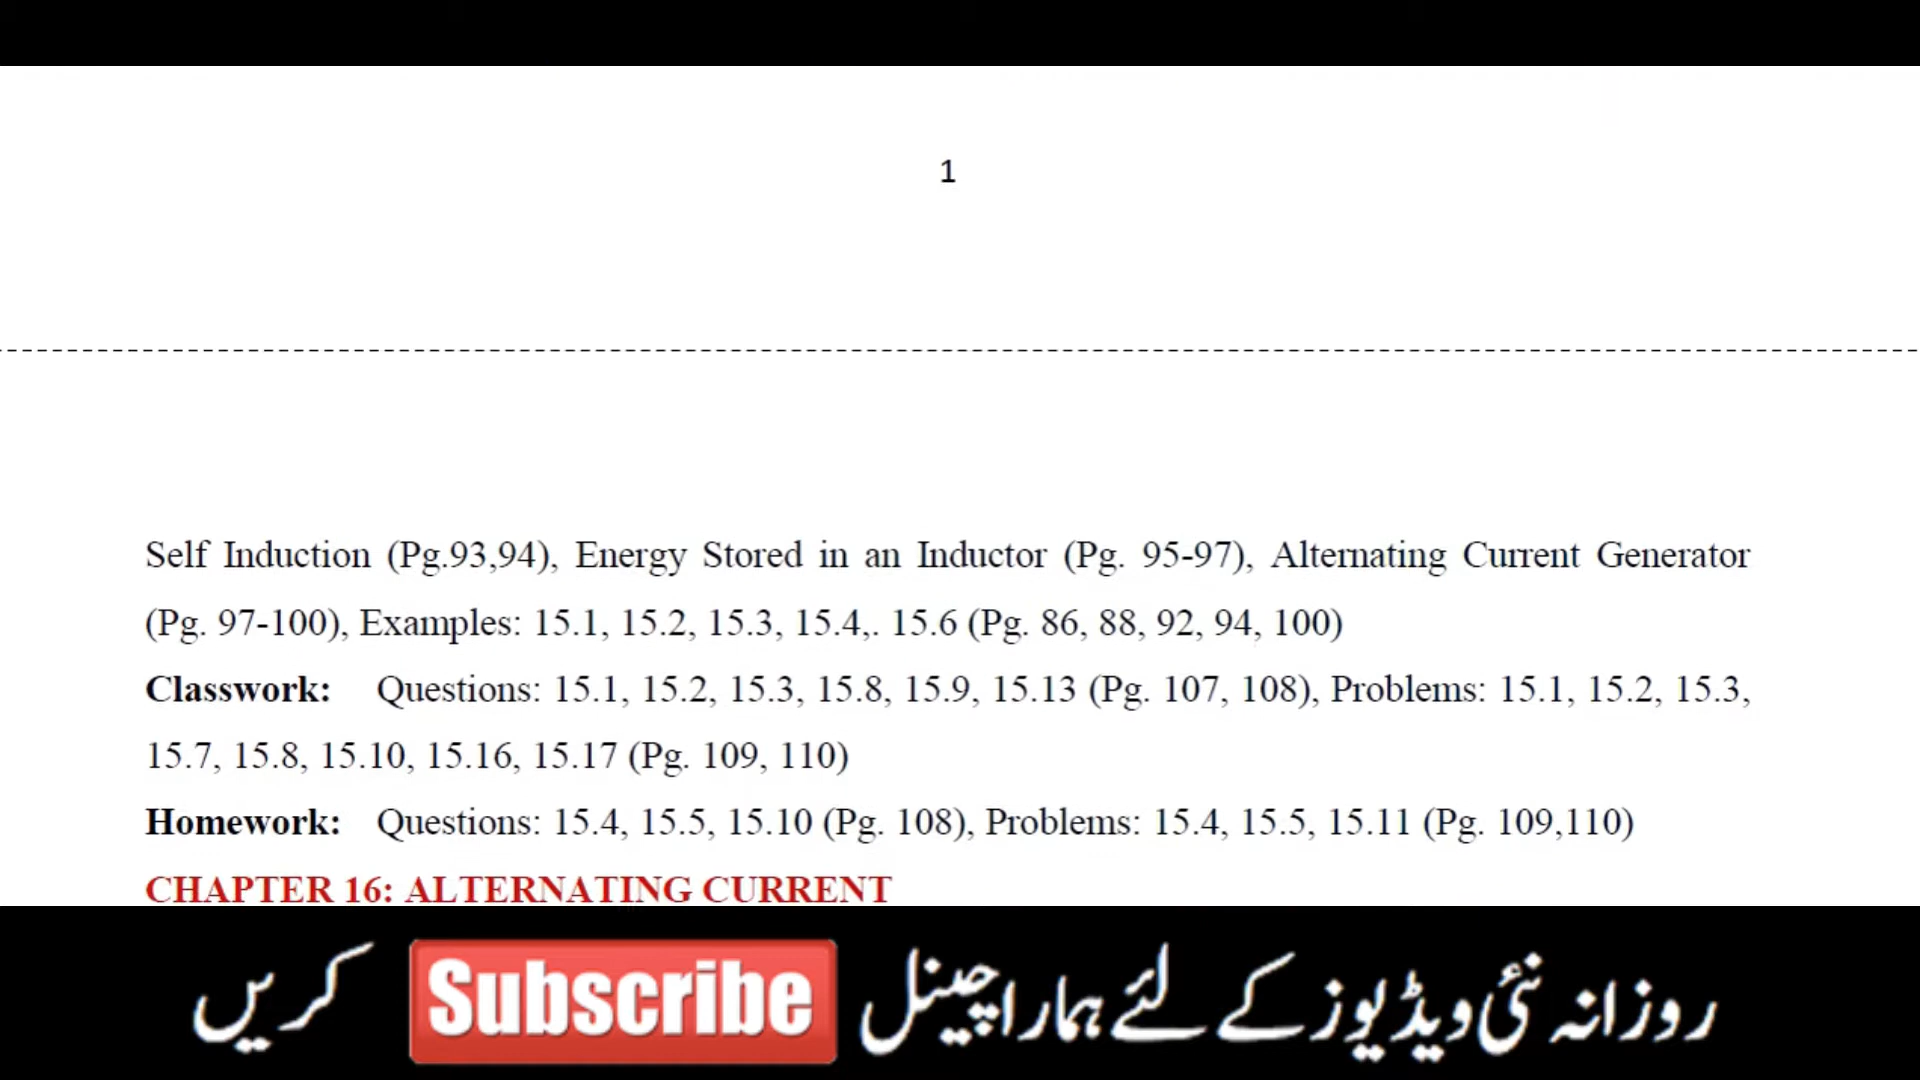 1
Self Induction (Pg.93,94), Energy Stored in an Inductor (Pg. 95-97), Alternating Current Generator
(Pg. 97-100), Examples: 15.1, 15.2, 15.3, 15.4,. 15.6 (Pg. 86, 88, 92, 94, 100)
Classwork: Questions: 15.1, 15.2, 15.3, 15.8, 15.9, 15.13 (Pg. 107, 108), Problems: 15.1, 15.2, 15.3,
15.7, 15.8, 15.10, 15.16, 15.17 (Pg. 109, 110)
Homework: Questions: 15.4, 15.5, 15.10 (Pg. 108), Problems: 15.4, 15.5, 15.11 (Pg. 109,110)
CHAPTER 16: ALTERNATING CURRENT
روزانہ نئی ویڈیوز کے لئے ہمارا چینل Subscribe کریں